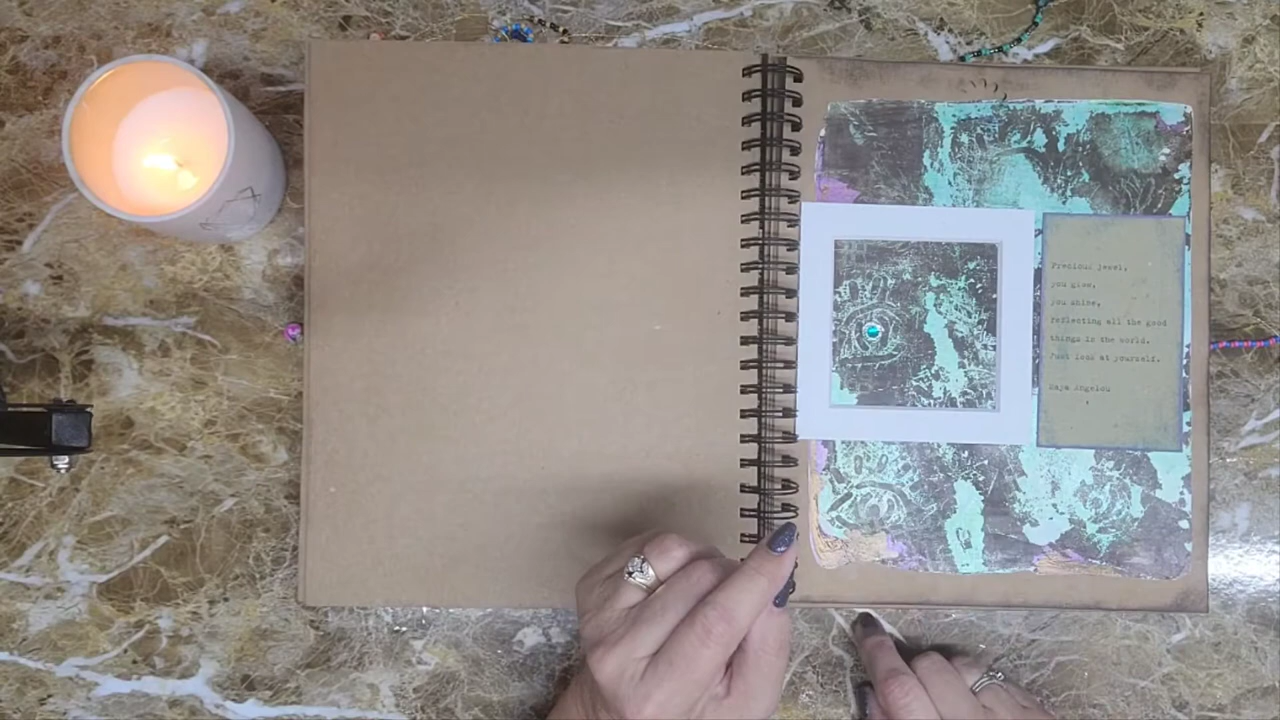 Precious jewel,
you glow,
you shine,
reflecting all the good
things in the world.
Just look at yourself.
Maya Angelou